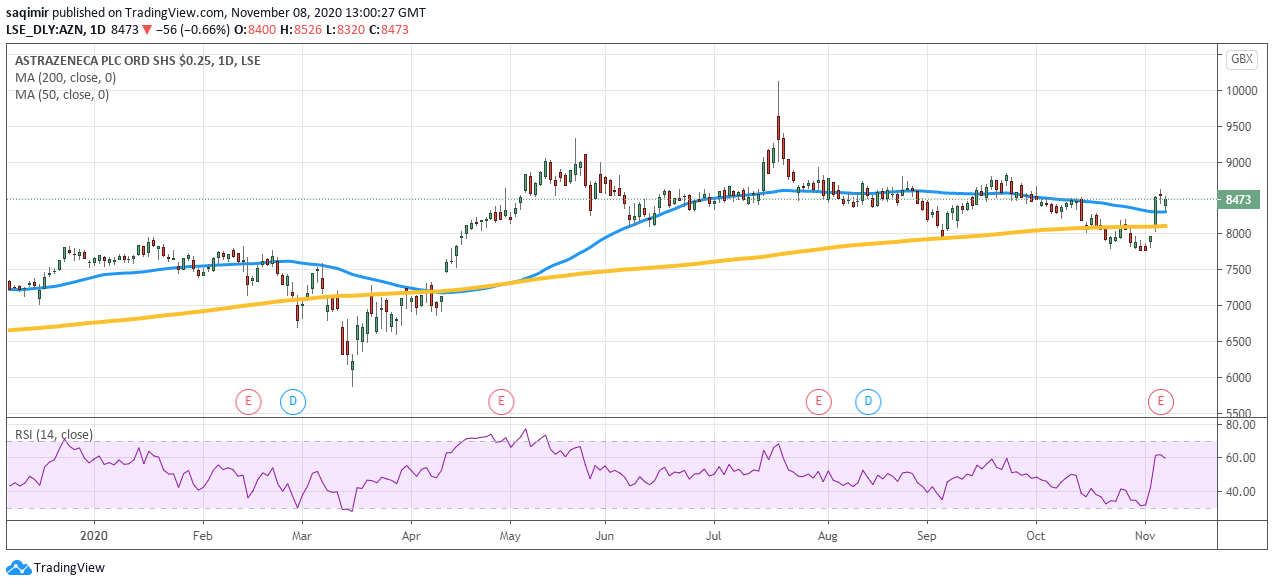 saqimir published on TradingView.com, November 08, 2020 13:00:27 GMT
LSE_DLY:AZN, 1D 8473 ▼ −56 (−0.66%) O:8400 H:8526 L:8320 C:8473
ASTRAZENECA PLC ORD SHS $0.25, 1D, LSE
MA (200, close, 0)
MA (50, close, 0)
GBX
10000
9500
9000
8473
8000
7500
7000
6500
6000
5500
E D E E D E
RSI (14, close)
80.00
60.00
40.00
2020 Feb Mar Apr May Jun Jul Aug Sep Oct Nov
TradingView